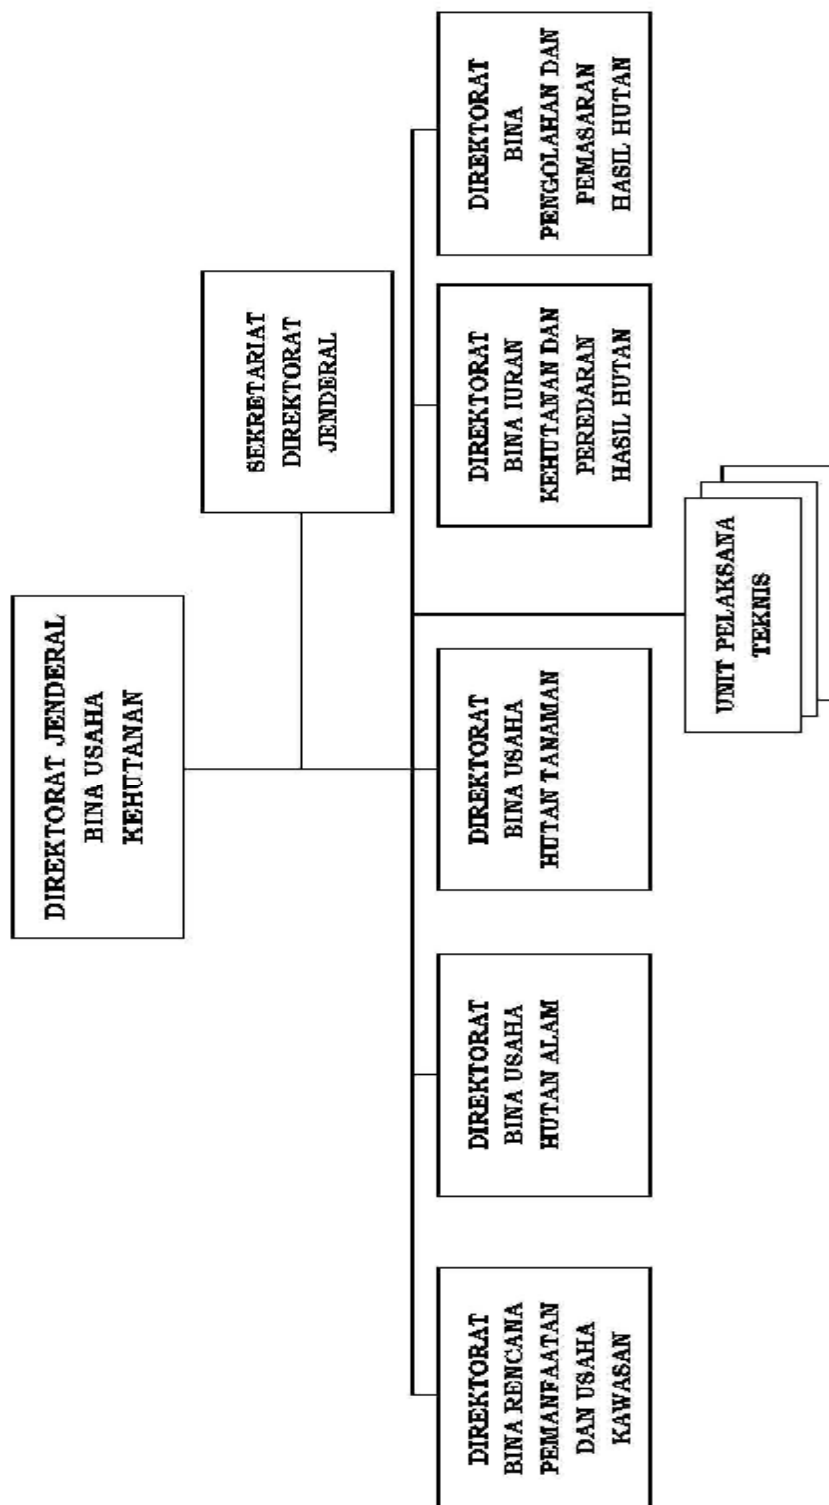 DIREKTORAT JENDERAL
BINA USAHA
KEHUTANAN
SEKRETARIAT
DIREKTORAT
JENDERAL
DIREKTORAT
BINA RENCANA
PEMANFAATAN
DAN USAHA
KAWASAN
DIREKTORAT
BINA USAHA
HUTAN ALAM
DIREKTORAT
BINA USAHA
HUTAN TANAMAN
DIREKTORAT
BINA IURAN
KEHUTANAN DAN
PEREDARAN
HASIL HUTAN
DIREKTORAT
BINA
PENGOLAHAN DAN
PEMASARAN
HASIL HUTAN
UNIT PELAKSANA
TEKNIS